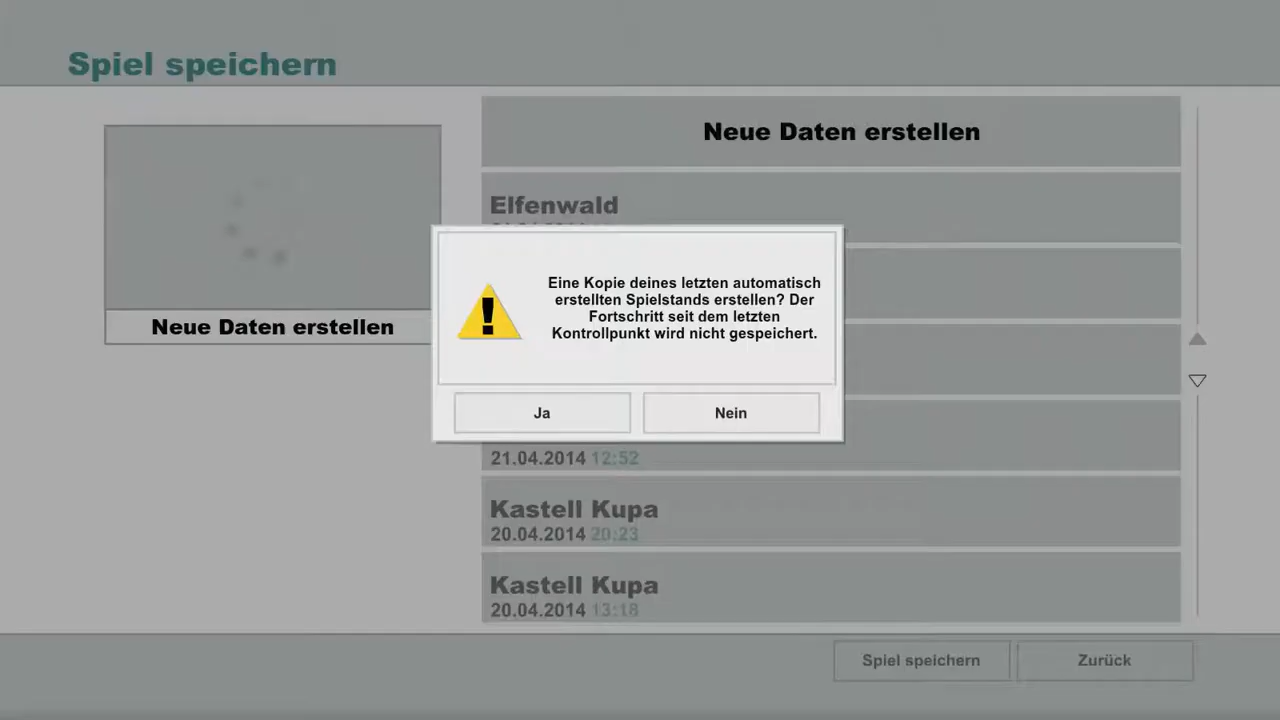 Spiel speichern
Neue Daten erstellen
Neue Daten erstellen
Elfenwald
Eine Kopie deines letzten automatisch
erstellten Spielstands erstellen? Der
Fortschritt seit dem letzten
Kontrollpunkt wird nicht gespeichert.
Ja
Nein
21.04.2014 12:52
Kastell Kupa
20.04.2014 20:23
Kastell Kupa
20.04.2014 13:18
Spiel speichern
Zurück